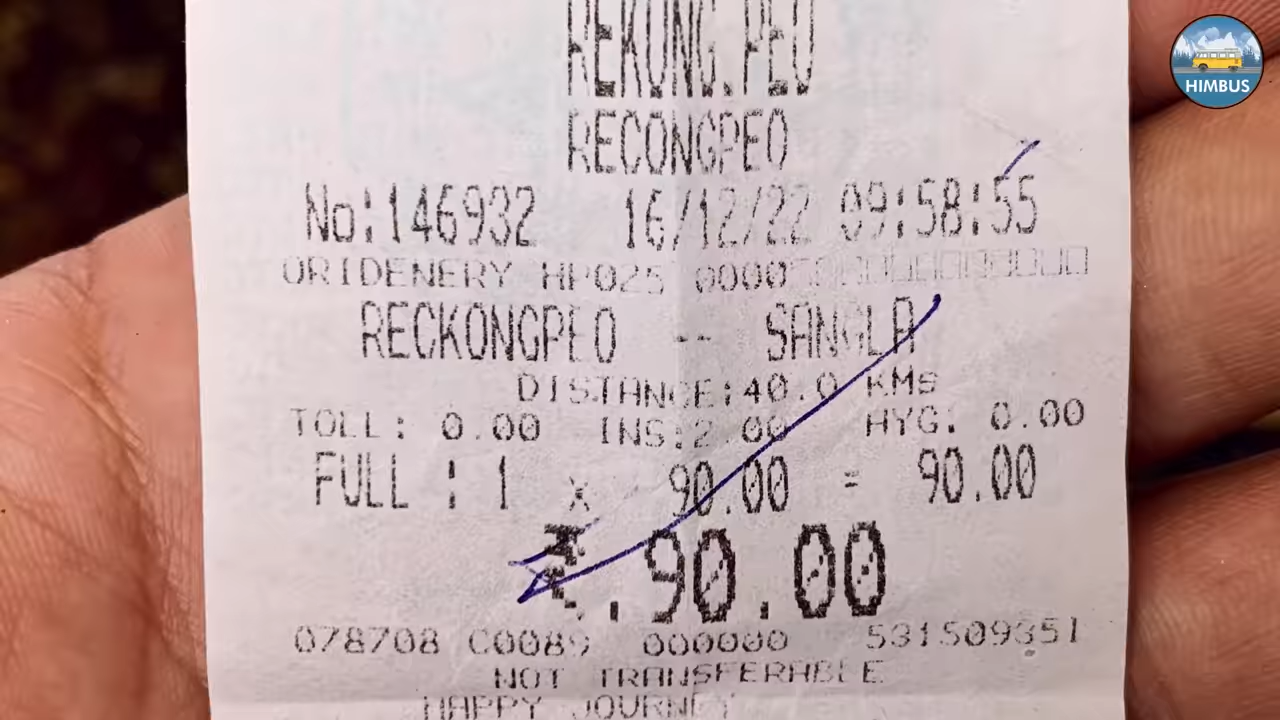 REKONG.PEO
RECONGPEO
No:146932 16/12/22 09:58:55
ORIDENERY HP025 0000
RECKONGPEO -- SANGLA
DISTANCE:40.0 KMs
TOLL: 0.00 INS:2.00 HYG: 0.00
FULL : 1 x 90.00 = 90.00
₹.90.00
078708 C0089 000000 531509351
NOT TRANSFERABLE
HAPPY JOURNEY
HIMBUS